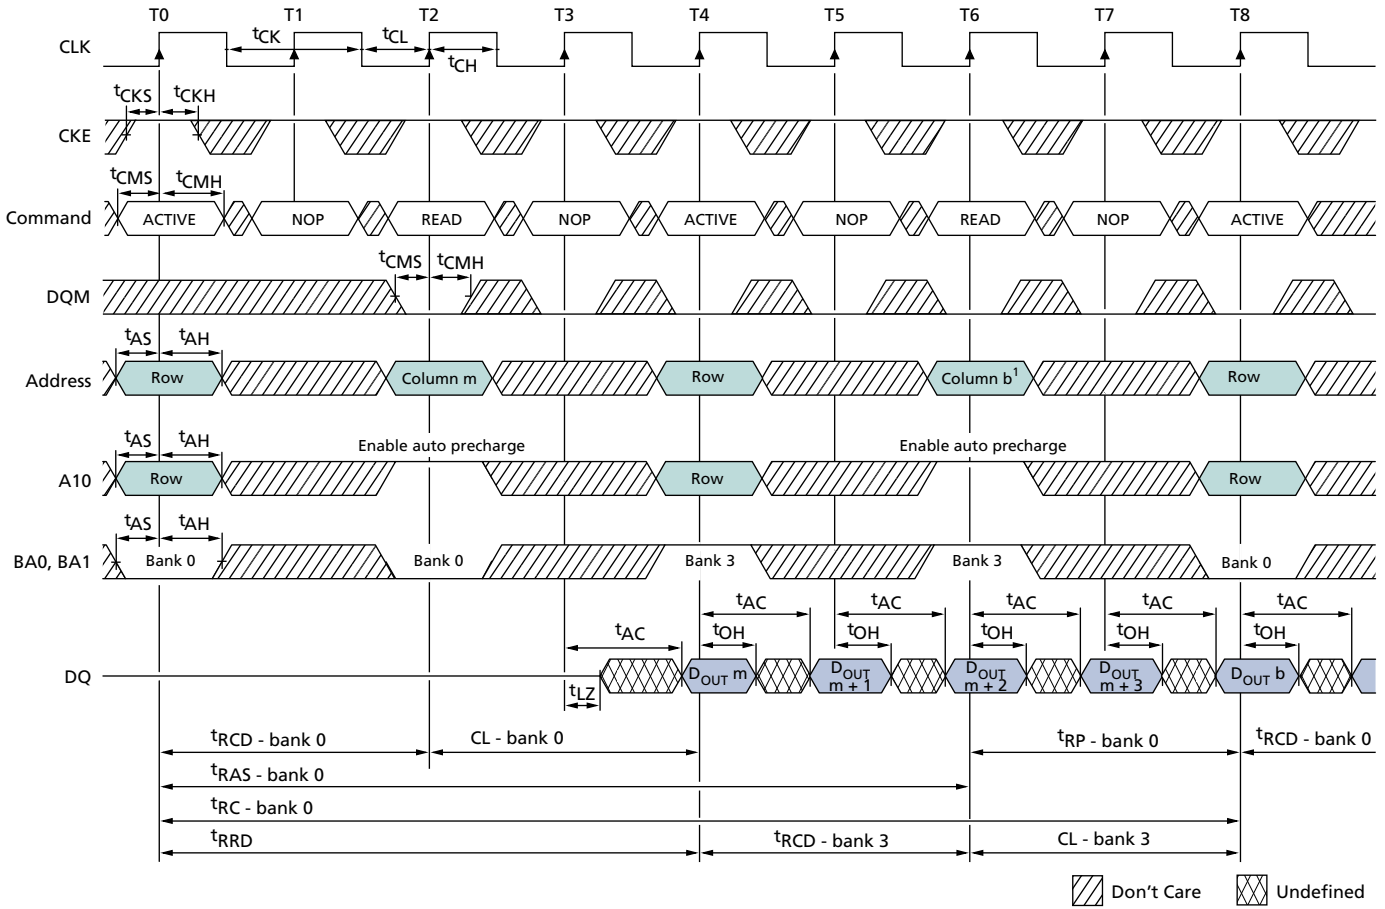 T0 T1 T2 T3 T4 T5 T6 T7 T8
CLK tCK tCL tCH
tCKS tCKH
CKE
tCMS tCMH
Command ACTIVE NOP READ NOP ACTIVE NOP READ NOP ACTIVE
tCMS tCMH
DQM
tAS tAH
Address Row Column m Row Column b1 Row
tAS tAH Enable auto precharge Enable auto precharge
A10 Row Row Row
tAS tAH
BA0, BA1 Bank 0 Bank 0 Bank 3 Bank 3 Bank 0
tAC tAC tAC tAC tAC
tAC tOH tOH tOH tOH tOH
DQ DOUT m DOUT m + 1 DOUT m + 2 DOUT m + 3 DOUT b
tLZ
tRCD - bank 0 CL - bank 0 tRP - bank 0 tRCD - bank 0
tRAS - bank 0
tRC - bank 0
tRRD tRCD - bank 3 CL - bank 3
Don't Care Undefined